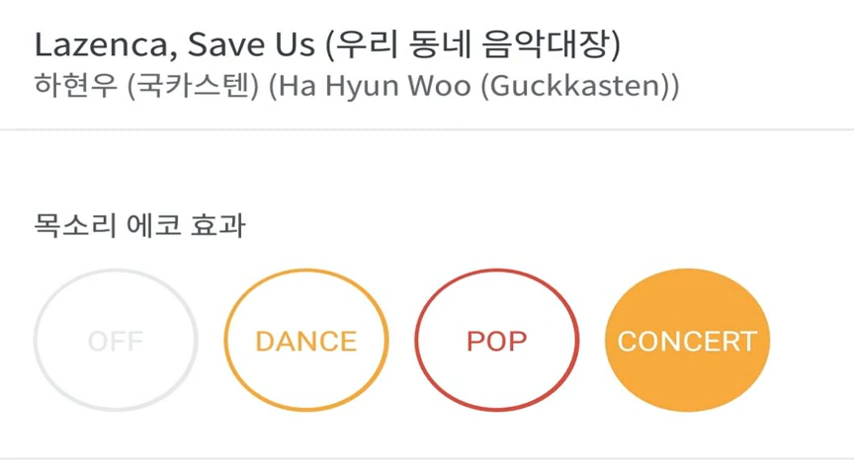 Lazenca, Save Us (우리 동네 음악대장)
하현우 (국카스텐) (Ha Hyun Woo (Guckkasten))
목소리 에코 효과
OFF DANCE POP CONCERT